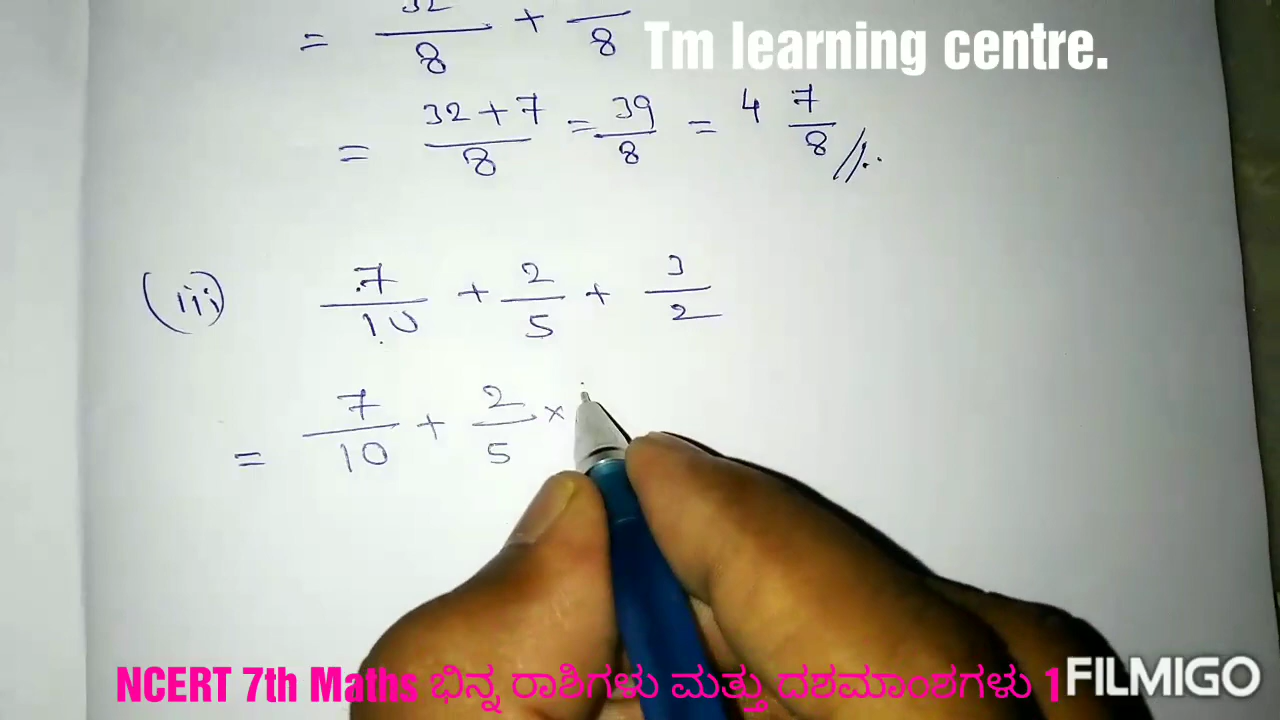 = 32/8 + /8
Tm learning centre.
= 32 + 7/8 = 39/8 = 4 7/8 //.
(iii) 7/10 + 2/5 + 3/2
= 7/10 + 2/5 ×
NCERT 7th Maths ಭಿನ್ನ ರಾಶಿಗಳು ಮತ್ತು ದಶಮಾಂಶಗಳು 1
FILMIGO